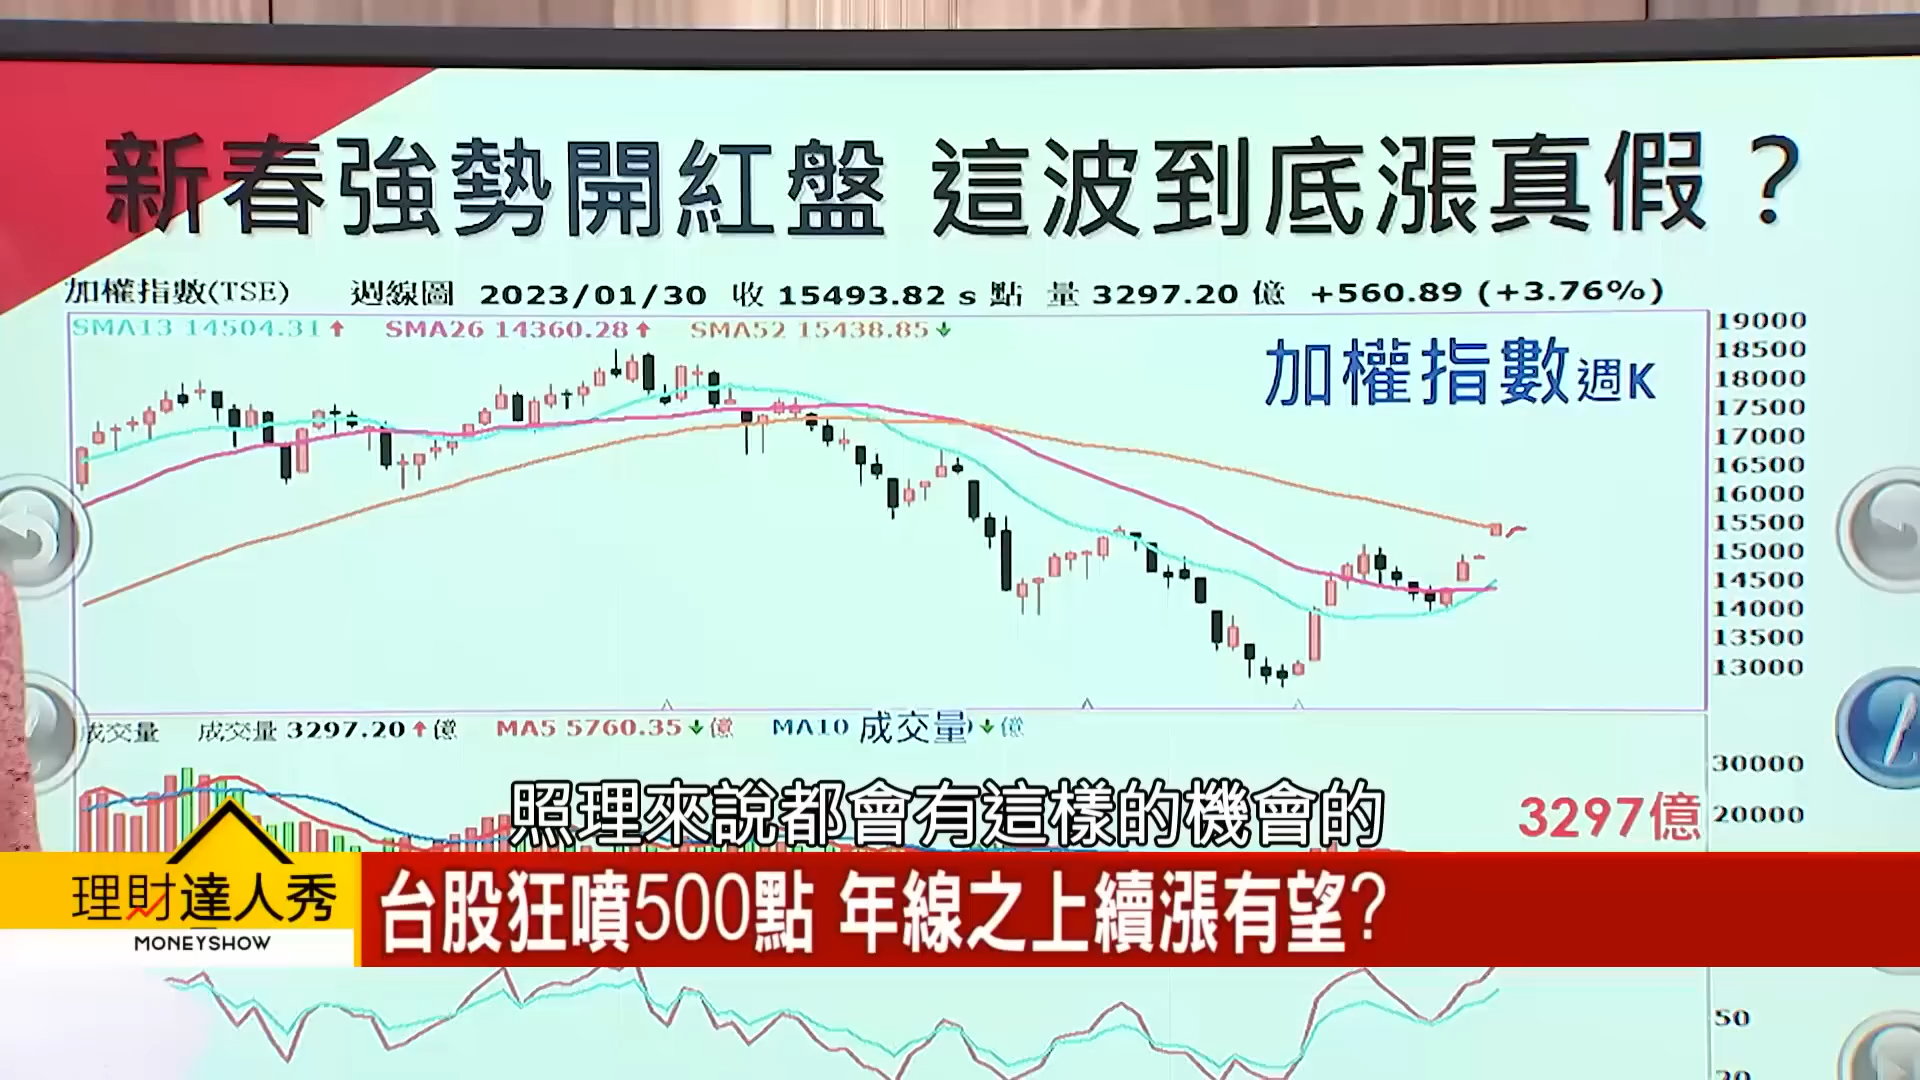 新春強勢開紅盤 這波到底漲真假？
加權指數(TSE) 週線圖 2023/01/30 收 15493.82 s 點 量 3297.20 億 +560.89 (+3.76%)
SMA13 14504.31↑ SMA26 14360.28↑ SMA52 15438.85↓
加權指數週K
19000
18500
18000
17500
17000
16500
16000
15500
15000
14500
14000
13500
13000
成交量 成交量 3297.20↑億 MA5 5760.35↓億 MA10 成交量↓億
30000
20000
3297億
照理來說都會有這樣的機會的
理財達人秀
MONEYSHOW
台股狂噴500點 年線之上續漲有望?
50